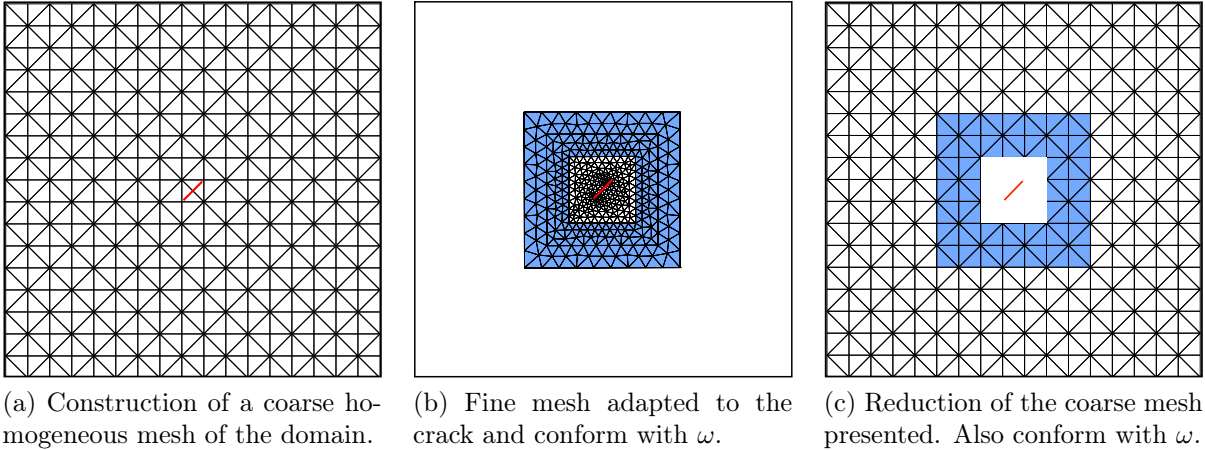 (a) Construction of a coarse ho-
mogeneous mesh of the domain.
(b) Fine mesh adapted to the
crack and conform with ω.
(c) Reduction of the coarse mesh
presented. Also conform with ω.